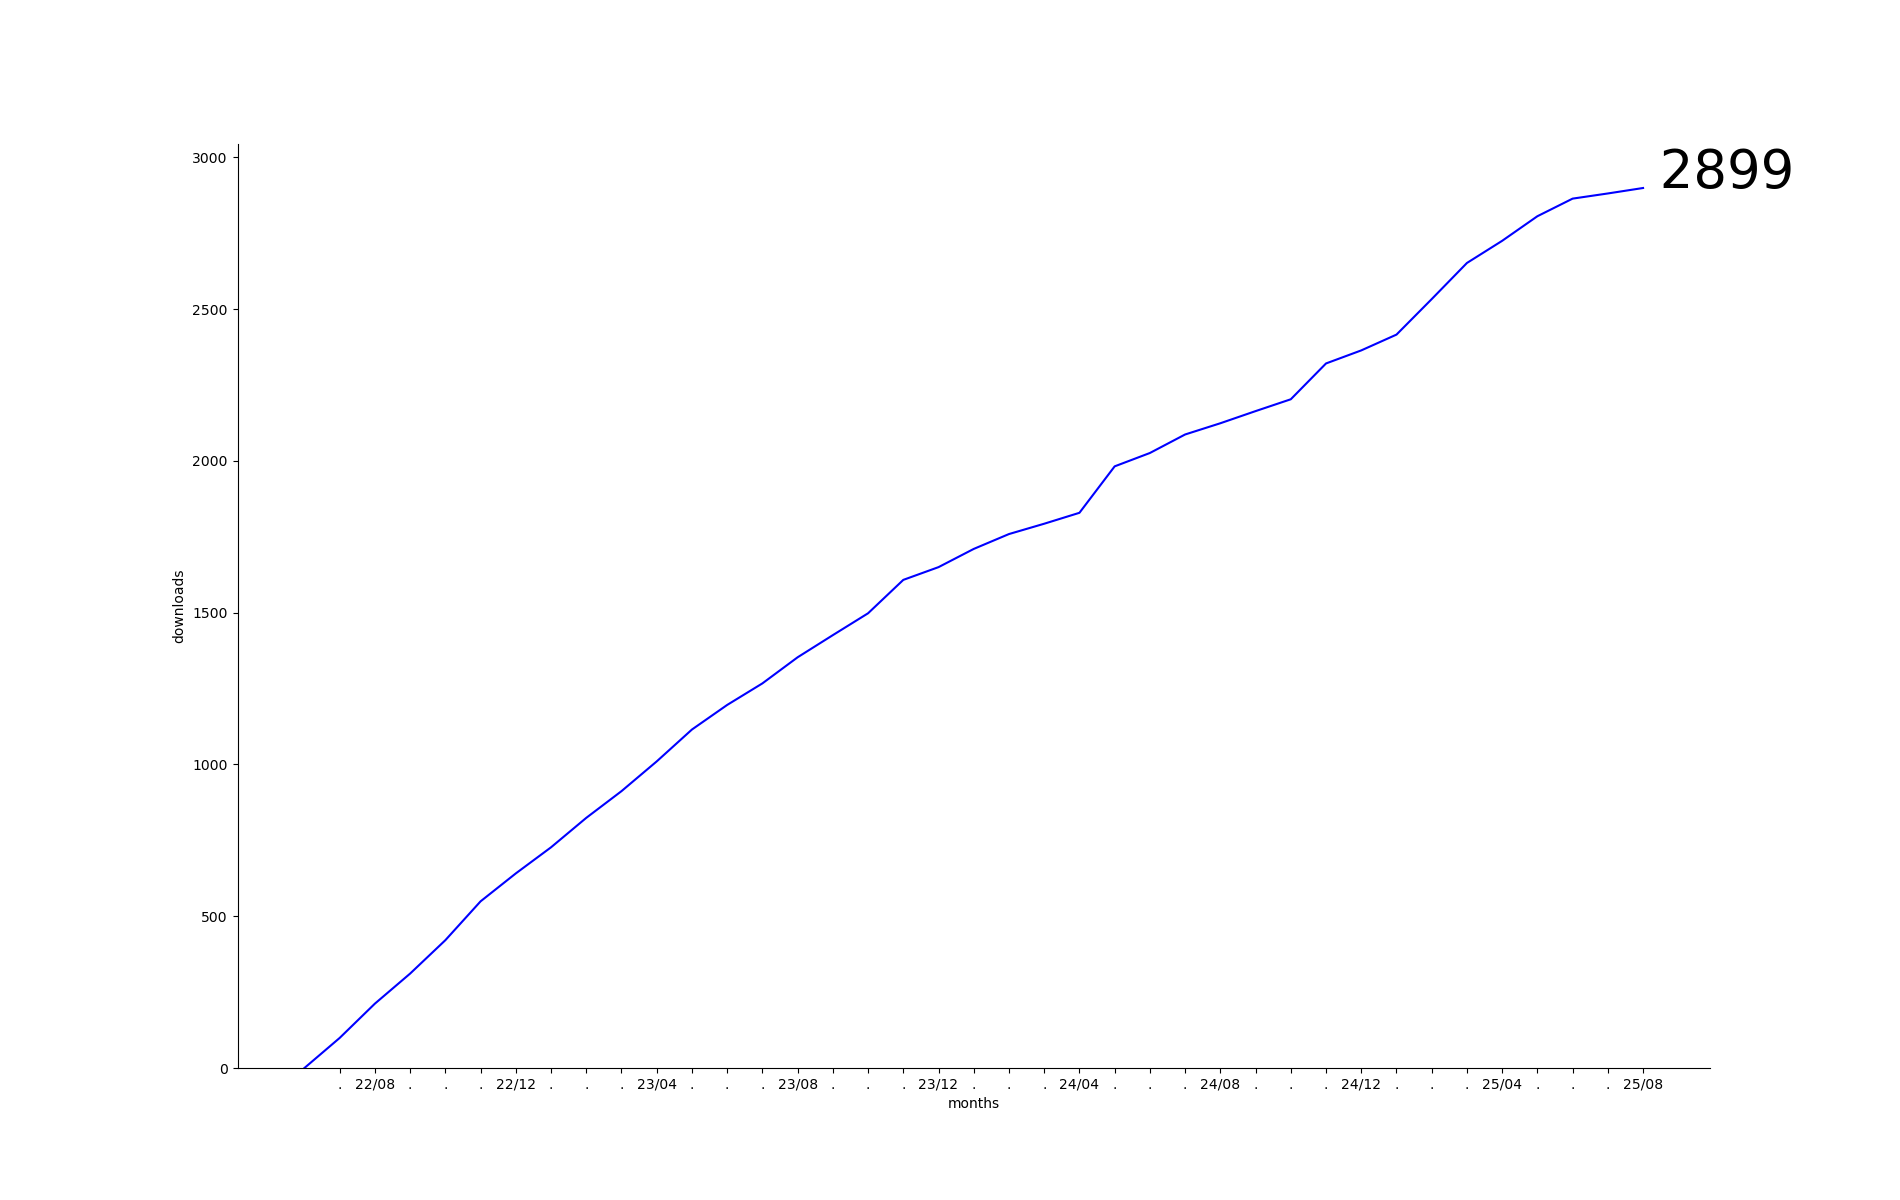 2899
3000
2500
2000
1500
1000
500
0
downloads
. 22/08 . . . 22/12 . . . 23/04 . . . 23/08 . . . 23/12 . . . 24/04 . . . 24/08 . . . 24/12 . . . 25/04 . . . 25/08
months